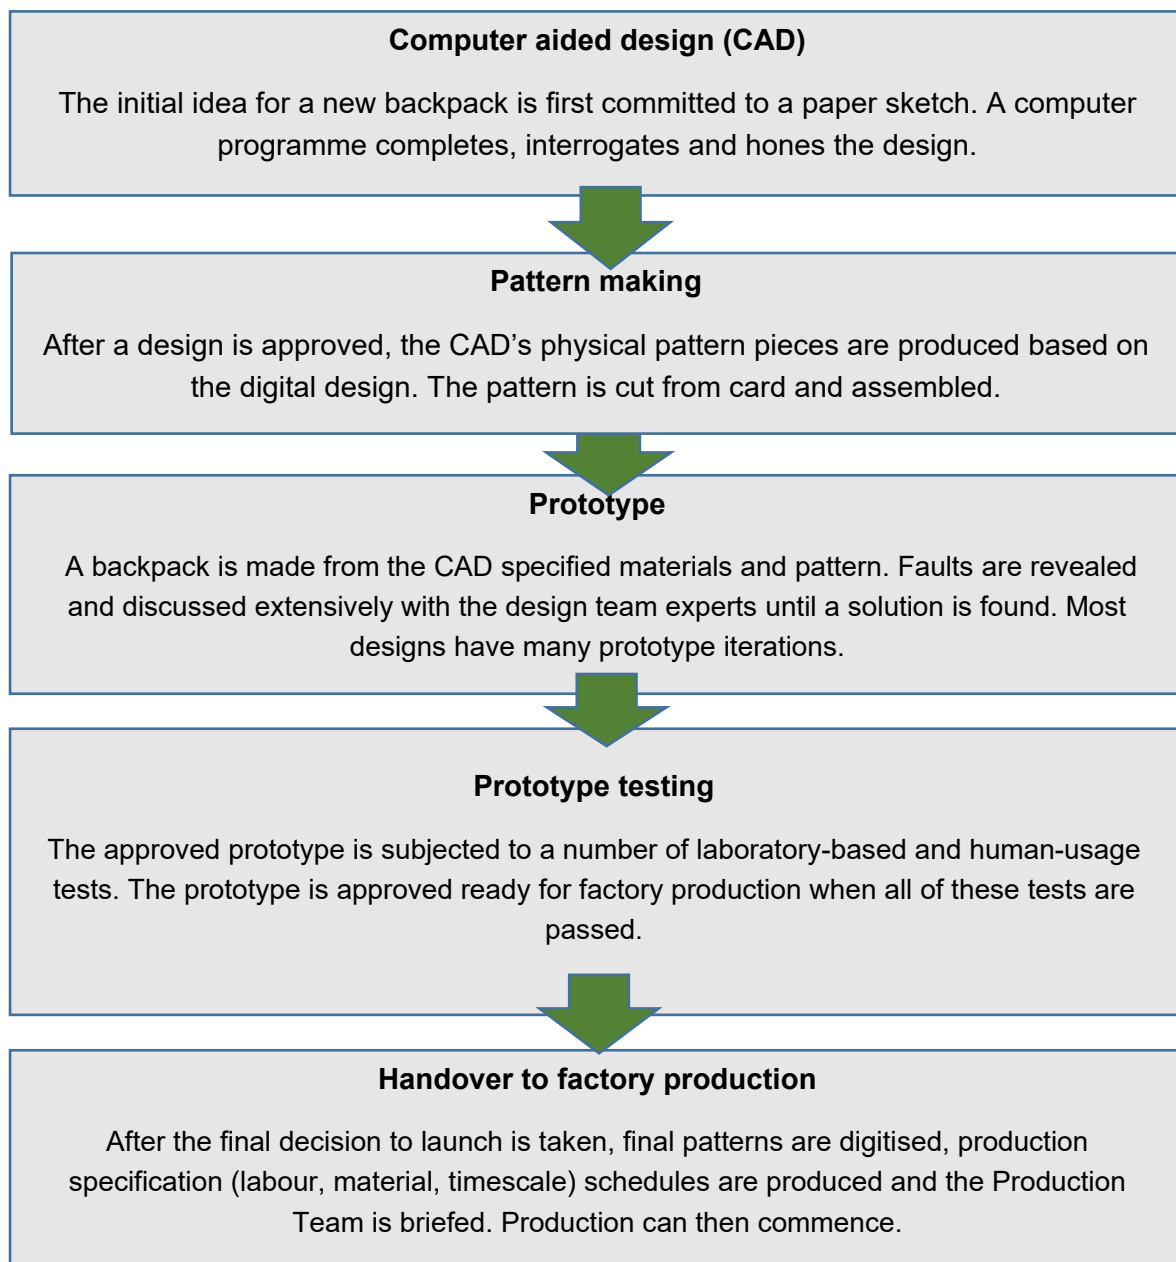 Computer aided design (CAD)
The initial idea for a new backpack is first committed to a paper sketch. A computer
programme completes, interrogates and hones the design.
Pattern making
After a design is approved, the CAD’s physical pattern pieces are produced based on
the digital design. The pattern is cut from card and assembled.
Prototype
A backpack is made from the CAD specified materials and pattern. Faults are revealed
and discussed extensively with the design team experts until a solution is found. Most
designs have many prototype iterations.
Prototype testing
The approved prototype is subjected to a number of laboratory-based and human-usage
tests. The prototype is approved ready for factory production when all of these tests are
passed.
Handover to factory production
After the final decision to launch is taken, final patterns are digitised, production
specification (labour, material, timescale) schedules are produced and the Production
Team is briefed. Production can then commence.